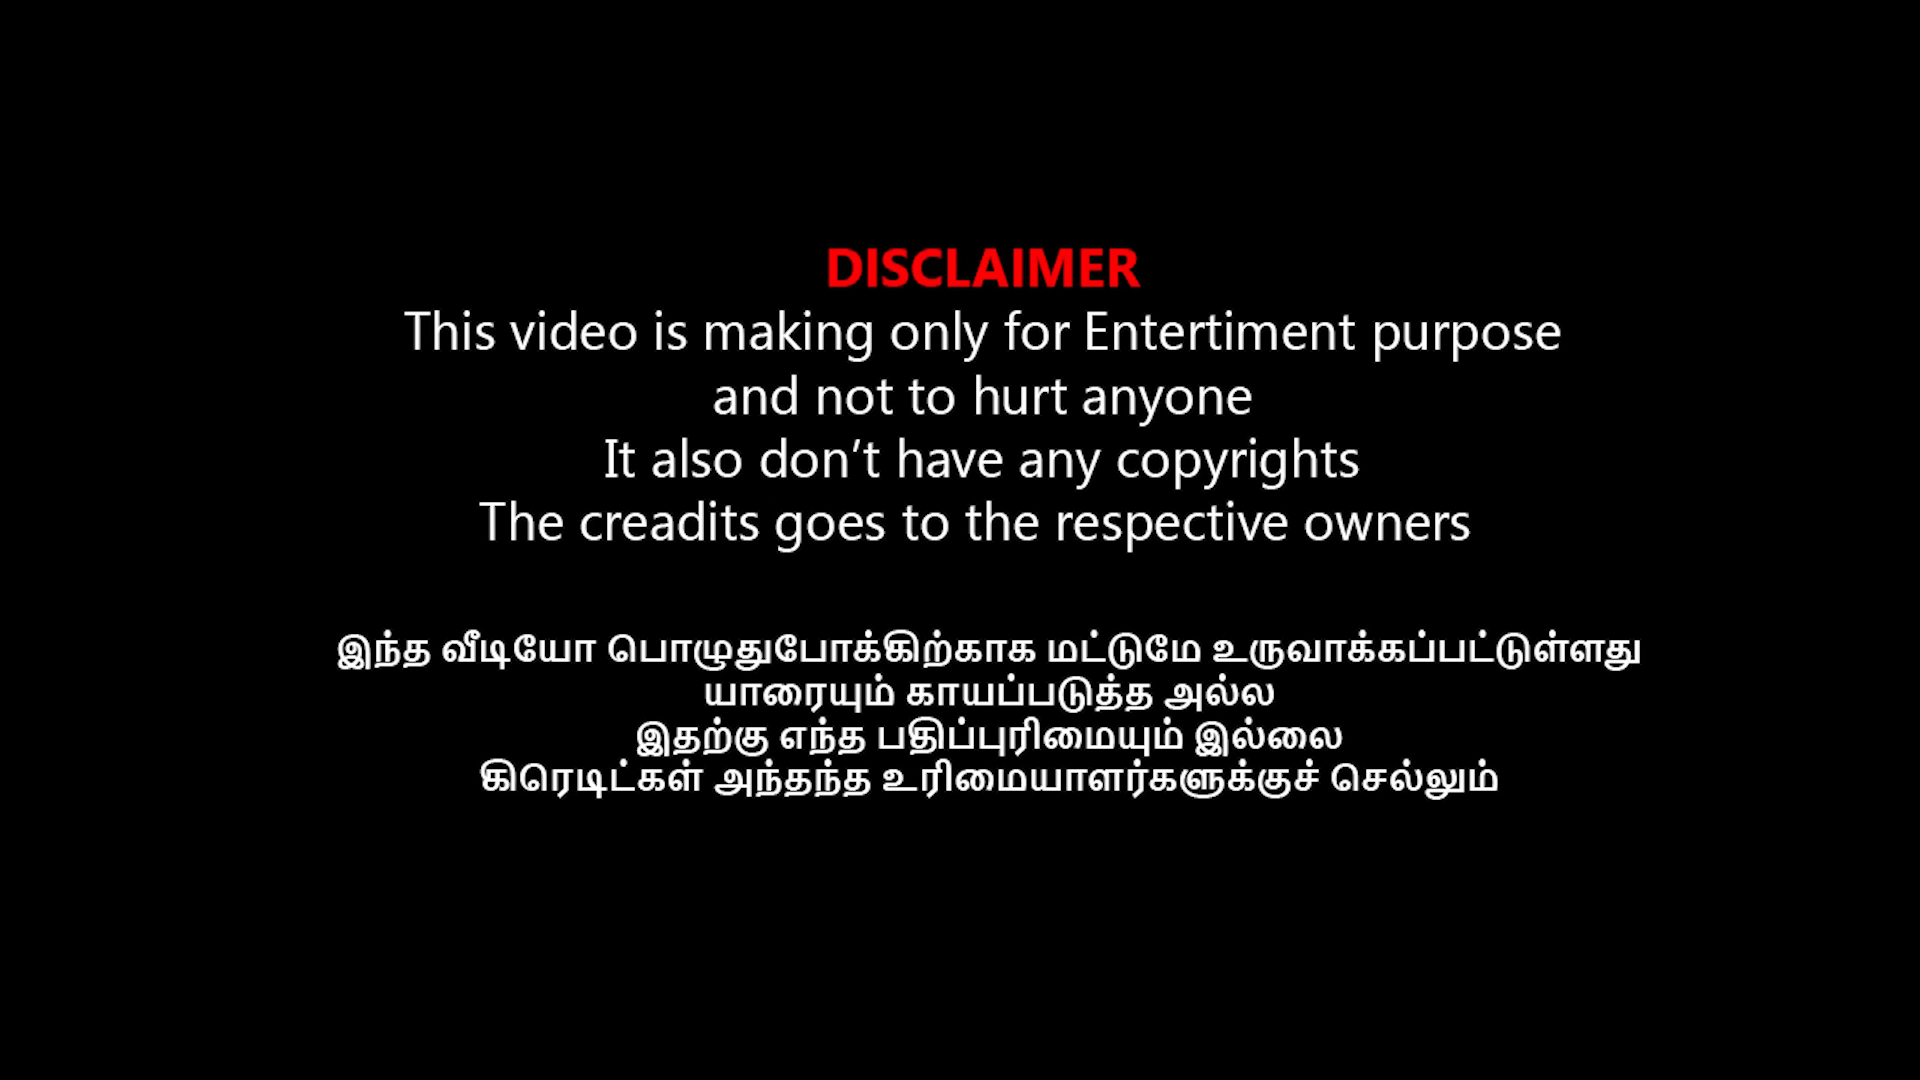 DISCLAIMER
This video is making only for Entertiment purpose
and not to hurt anyone
It also don’t have any copyrights
The creadits goes to the respective owners
இந்த வீடியோ பொழுதுபோக்கிற்காக மட்டுமே உருவாக்கப்பட்டுள்ளது
யாரையும் காயப்படுத்த அல்ல
இதற்கு எந்த பதிப்புரிமையும் இல்லை
கிரெடிட்கள் அந்தந்த உரிமையாளர்களுக்குச் செல்லும்